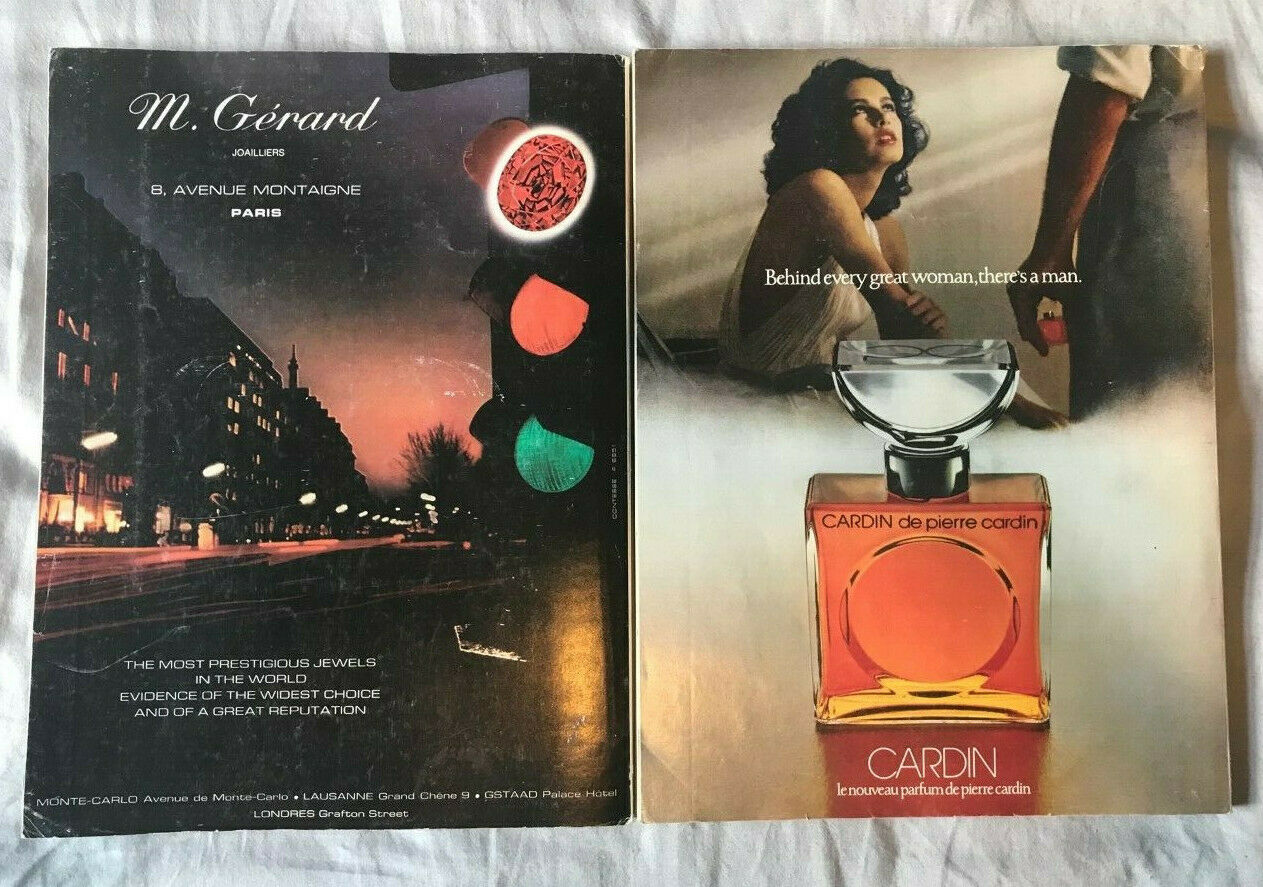 M. Gérard
JOAILLIERS
8, AVENUE MONTAIGNE
PARIS
THE MOST PRESTIGIOUS JEWELS
IN THE WORLD
EVIDENCE OF THE WIDEST CHOICE
AND OF A GREAT REPUTATION
MONTE-CARLO Avenue de Monte-Carlo • LAUSANNE Grand Chêne 9 • GSTAAD Palace Hôtel
LONDRES Grafton Street
Behind every great woman, there's a man.
CARDIN de pierre cardin
CARDIN
le nouveau parfum de pierre cardin